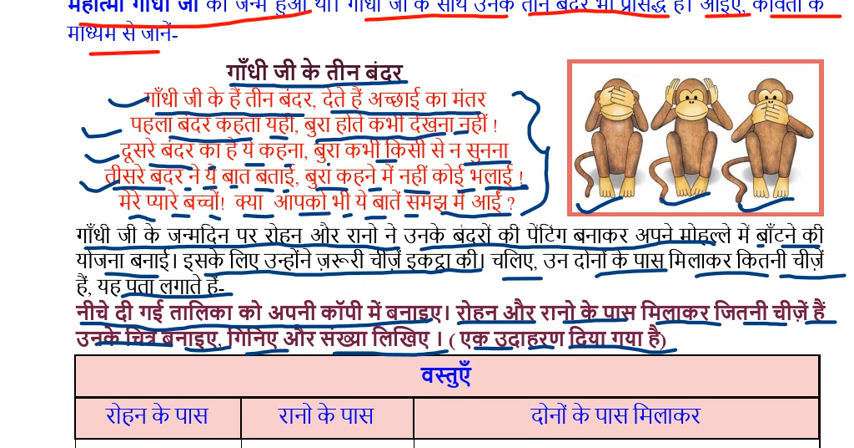 महात्मा गाँधी जी का जन्म हुआ था। गाँधी जी के साथ उनके तीन बंदर भी प्रसिद्ध हैं। आइए, कविता के
माध्यम से जानें-
गाँधी जी के तीन बंदर
गाँधी जी के हैं तीन बंदर, देते हैं अच्छाई का मंतर
पहला बंदर कहता यही, बुरा होते कभी देखना नहीं !
दूसरे बंदर का है ये कहना, बुरा कभी किसी से न सुनना
तीसरे बंदर ने ये बात बताई, बुरा कहने में नहीं कोई भलाई !
मेरे प्यारे बच्चों! क्या आपको भी ये बातें समझ में आईं ?
गाँधी जी के जन्मदिन पर रोहन और रानो ने उनके बंदरों की पेंटिंग बनाकर अपने मोहल्ले में बाँटने की
योजना बनाई। इसके लिए उन्होंने ज़रूरी चीज़ें इकट्ठा की। चलिए, उन दोनों के पास मिलाकर कितनी चीज़ें
हैं, यह पता लगाते हैं-
नीचे दी गई तालिका को अपनी कॉपी में बनाइए। रोहन और रानो के पास मिलाकर जितनी चीज़ें हैं
उनके चित्र बनाइए, गिनिए और संख्या लिखिए । ( एक उदाहरण दिया गया है)
वस्तुएँ
रोहन के पास रानो के पास दोनों के पास मिलाकर